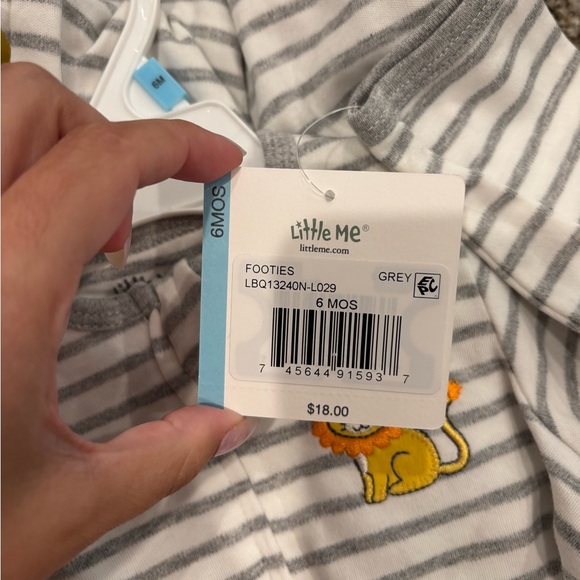 6M
6MOS
Little Me®
littleme.com
FOOTIES GREY
LBQ13240N-L029
6 MOS
7 45644 91593 7
$18.00